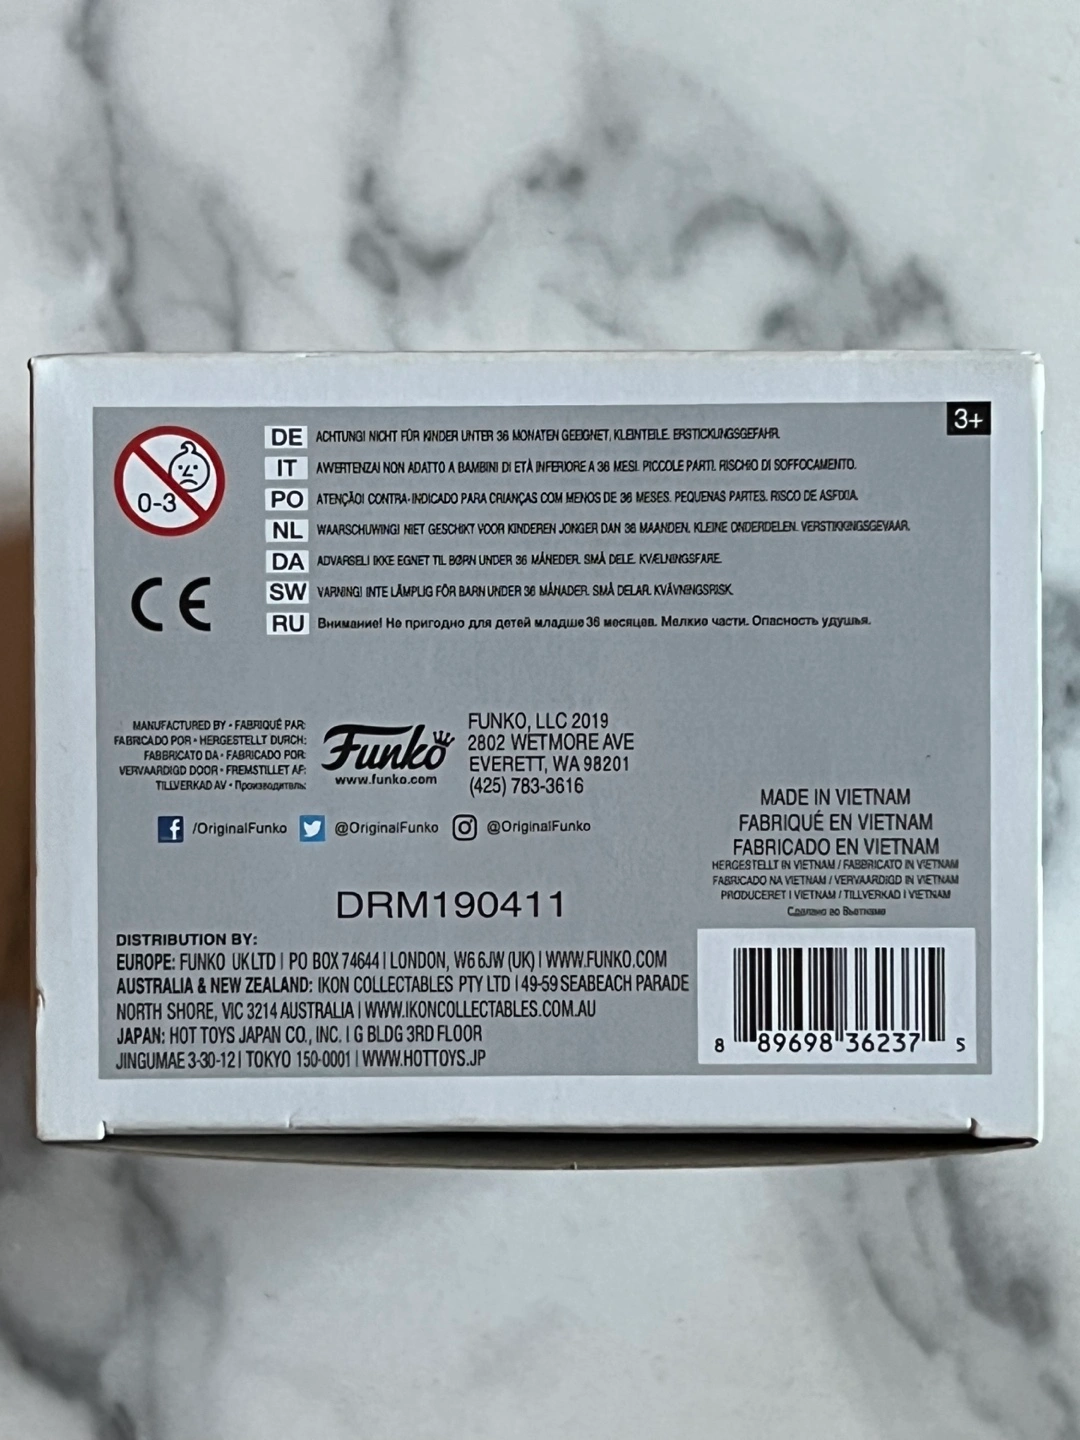 3+
0-3
CE
DE ACHTUNG! NICHT FÜR KINDER UNTER 36 MONATEN GEEIGNET, KLEINTEILE. ERSTICKUNGSGEFAHR.
IT AWERTENZA! NON ADATTO A BAMBINI DI ETÀ INFERIORE A 36 MESI. PICCOLE PARTI. RISCHIO DI SOFFOCAMENTO.
PO ATENÇÃO! CONTRA-INDICADO PARA CRIANÇAS COM MENOS DE 36 MESES. PEQUENAS PARTES. RISCO DE ASFIXIA.
NL WAARSCHUWING! NIET GESCHIKT VOOR KINDEREN JONGER DAN 36 MAANDEN. KLEINE ONDERDELEN. VERSTIKKINGSGEVAAR.
DA ADVARSEL! IKKE EGNET TIL BØRN UNDER 36 MÅNEDER. SMÅ DELE. KVÆLNINGSFARE.
SW VARNING! INTE LÄMPLIG FÖR BARN UNDER 36 MÅNADER. SMÅ DELAR. KVÄVNINGSRISK.
RU Внимание! Не пригодно для детей младше 36 месяцев. Мелкие части. Опасность удушья.
MANUFACTURED BY • FABRIQUÉ PAR:
FABRICADO POR • HERGESTELLT DURCH:
FABBRICATO DA • FABRICADO POR:
VERVAARDIGD DOOR • FREMSTILLET AF:
TILLVERKAD AV • Производитель:
Funko
www.funko.com
FUNKO, LLC 2019
2802 WETMORE AVE
EVERETT, WA 98201
(425) 783-3616
/OriginalFunko @OriginalFunko @OriginalFunko
MADE IN VIETNAM
FABRIQUÉ EN VIETNAM
FABRICADO EN VIETNAM
HERGESTELLT IN VIETNAM / FABBRICATO IN VIETNAM
FABRICADO NA VIETNAM / VERVAARDIGD IN VIETNAM
PRODUCERET I VIETNAM / TILLVERKAD I VIETNAM
Сделано во Вьетнаме
DRM190411
DISTRIBUTION BY:
EUROPE: FUNKO UK LTD | PO BOX 74644 | LONDON, W6 6JW (UK) | WWW.FUNKO.COM
AUSTRALIA & NEW ZEALAND: IKON COLLECTABLES PTY LTD | 49-59 SEABEACH PARADE
NORTH SHORE, VIC 3214 AUSTRALIA | WWW.IKONCOLLECTABLES.COM.AU
JAPAN: HOT TOYS JAPAN CO., INC. | G BLDG 3RD FLOOR
JINGUMAE 3-30-12 | TOKYO 150-0001 | WWW.HOTTOYS.JP
8 89698 36237 5